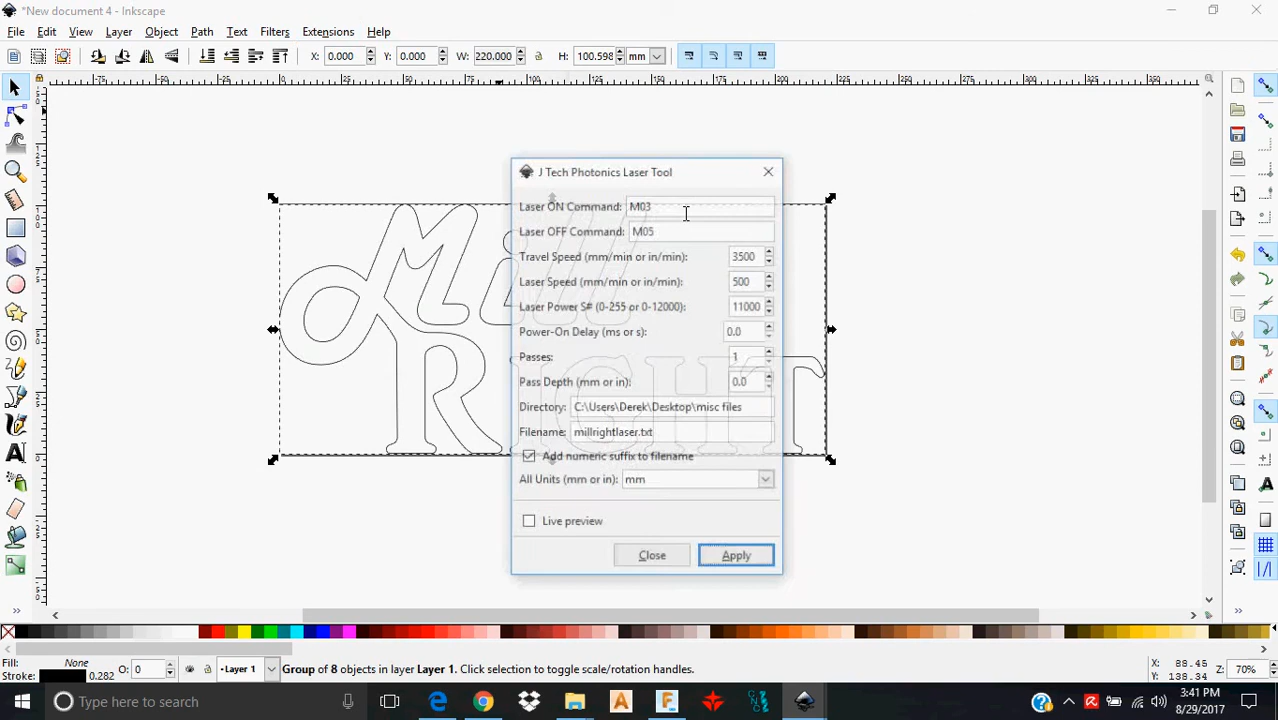 *New document 4 - Inkscape
File Edit View Layer Object Path Text Filters Extensions Help
X: 0.000 Y: 0.000 W: 220.000 H: 100.598 mm
J Tech Photonics Laser Tool
Laser ON Command: M03
Laser OFF Command: M05
Travel Speed (mm/min or in/min): 3500
Laser Speed (mm/min or in/min): 500
Laser Power S# (0-255 or 0-12000): 11000
Power-On Delay (ms or s): 0.0
Passes: 1
Pass Depth (mm or in): 0.0
Directory: C:\Users\Derek\Desktop\misc files
Filename: millrightlaser.txt
Add numeric suffix to filename
All Units (mm or in): mm
Live preview
Close Apply
Mill
RIGHT
Fill: None
Stroke: 0.282
O: 0
Layer 1
Group of 8 objects in layer Layer 1. Click selection to toggle scale/rotation handles.
X: 88.45
Y: 138.34
Z: 70%
Type here to search
3:41 PM
8/29/2017